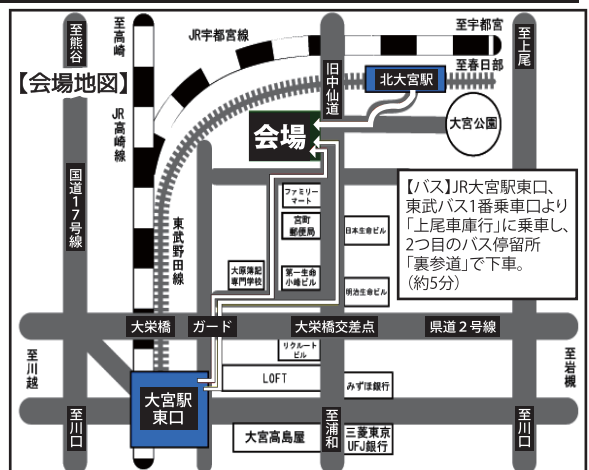 【会場地図】
至熊谷
至高崎
JR宇都宮線
至宇都宮
至春日部
至上尾
旧中仙道
北大宮駅
JR高崎線
会場
大宮公園
国道17号線
東武野田線
ファミリー
マート
宮町
郵便局
日本生命ビル
大原簿記
専門学校
第一生命
小峰ビル
明治生命ビル
【バス】JR大宮駅東口、
東武バス1番乗車口より
「上尾車庫行」に乗車し、
2つ目のバス停留所
「裏参道」で下車。
(約5分)
大栄橋
ガード
大栄橋交差点
県道2号線
至川越
至岩槻
リクルート
ビル
LOFT
みずほ銀行
大宮駅
東口
至川口
至浦和
至川口
大宮高島屋
三菱東京
UFJ銀行